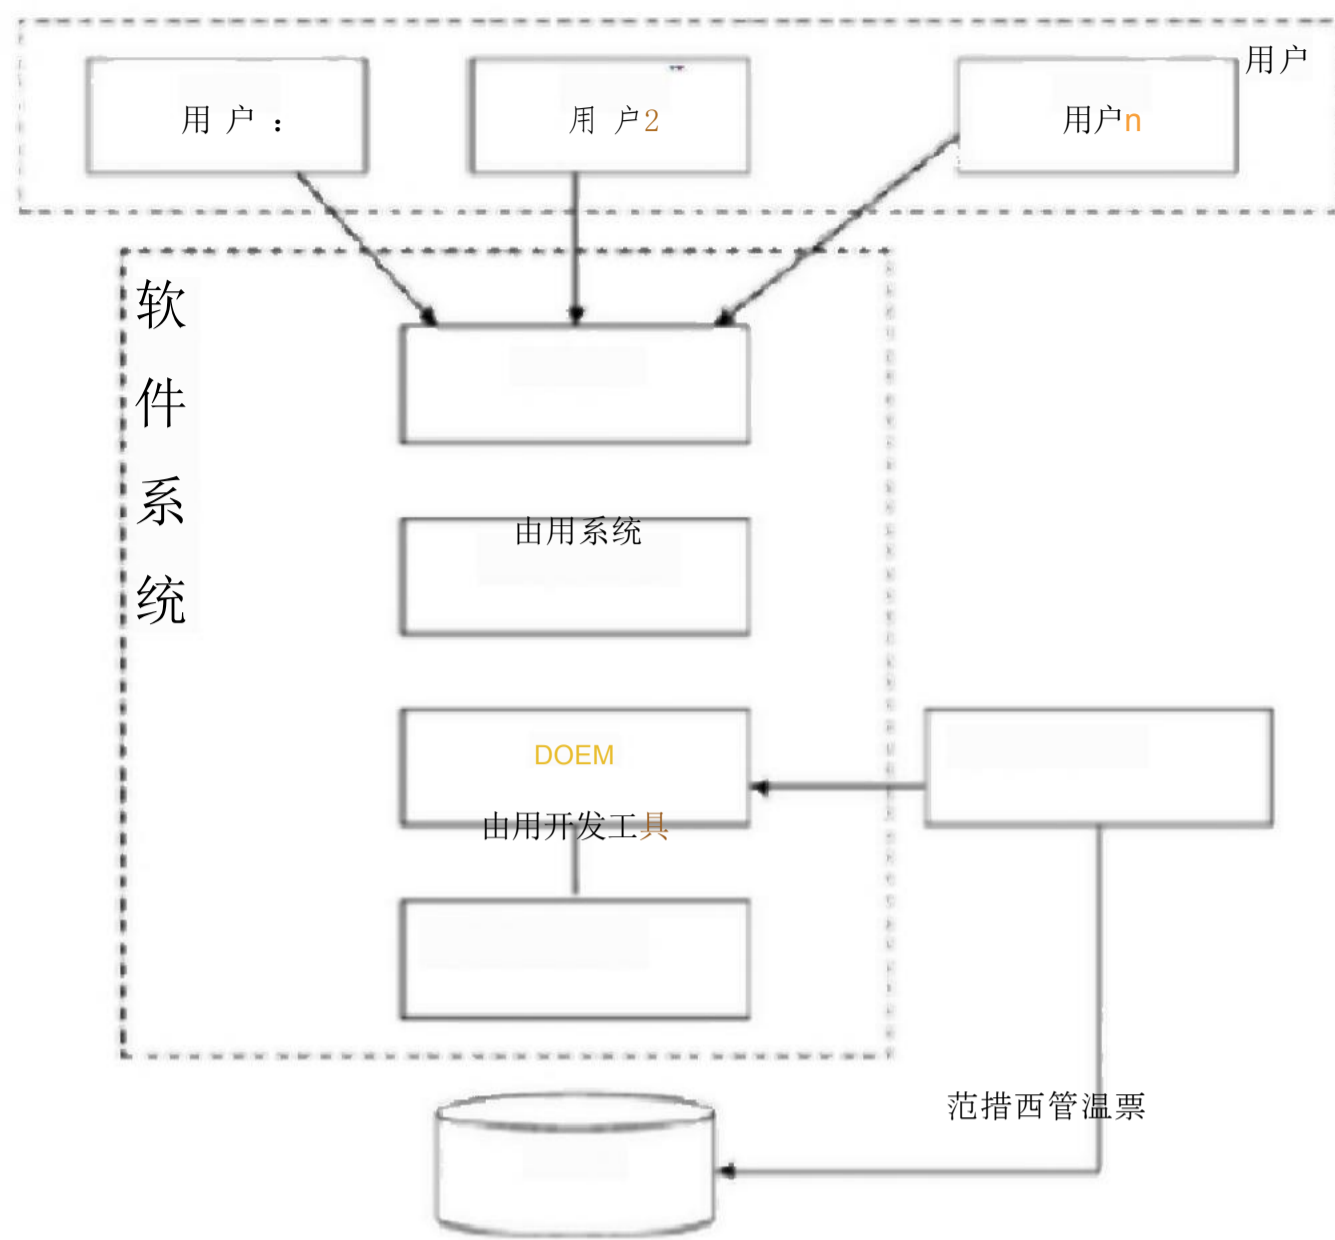 用户
用 户 ：
用 户2
用户n
软
件
系
统
由用系统
DOEM
由用开发工具
范措西管温票